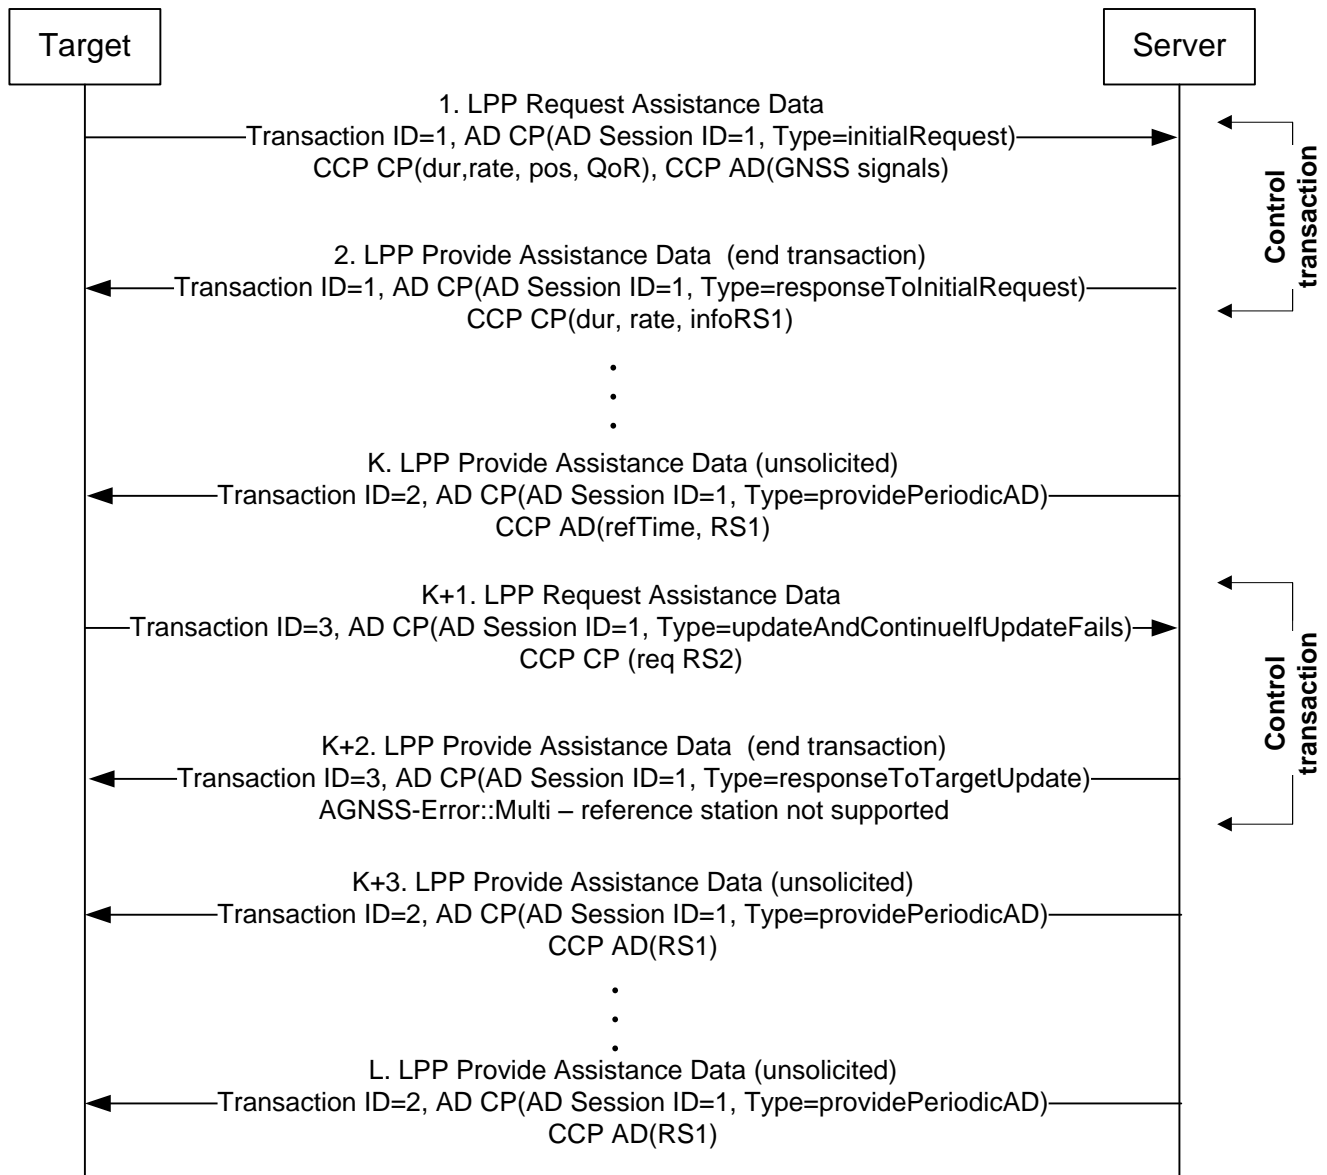 Target
Server
1. LPP Request Assistance Data
Transaction ID=1, AD CP(AD Session ID=1, Type=initialRequest)
CCP CP(dur,rate, pos, QoR), CCP AD(GNSS signals)
Control
transaction
2. LPP Provide Assistance Data (end transaction)
Transaction ID=1, AD CP(AD Session ID=1, Type=responseToInitialRequest)
CCP CP(dur, rate, infoRS1)
.
.
.
K. LPP Provide Assistance Data (unsolicited)
Transaction ID=2, AD CP(AD Session ID=1, Type=providePeriodicAD)
CCP AD(refTime, RS1)
K+1. LPP Request Assistance Data
Transaction ID=3, AD CP(AD Session ID=1, Type=updateAndContinueIfUpdateFails)
CCP CP (req RS2)
Control
transaction
K+2. LPP Provide Assistance Data (end transaction)
Transaction ID=3, AD CP(AD Session ID=1, Type=responseToTargetUpdate)
AGNSS-Error::Multi – reference station not supported
K+3. LPP Provide Assistance Data (unsolicited)
Transaction ID=2, AD CP(AD Session ID=1, Type=providePeriodicAD)
CCP AD(RS1)
.
.
.
L. LPP Provide Assistance Data (unsolicited)
Transaction ID=2, AD CP(AD Session ID=1, Type=providePeriodicAD)
CCP AD(RS1)